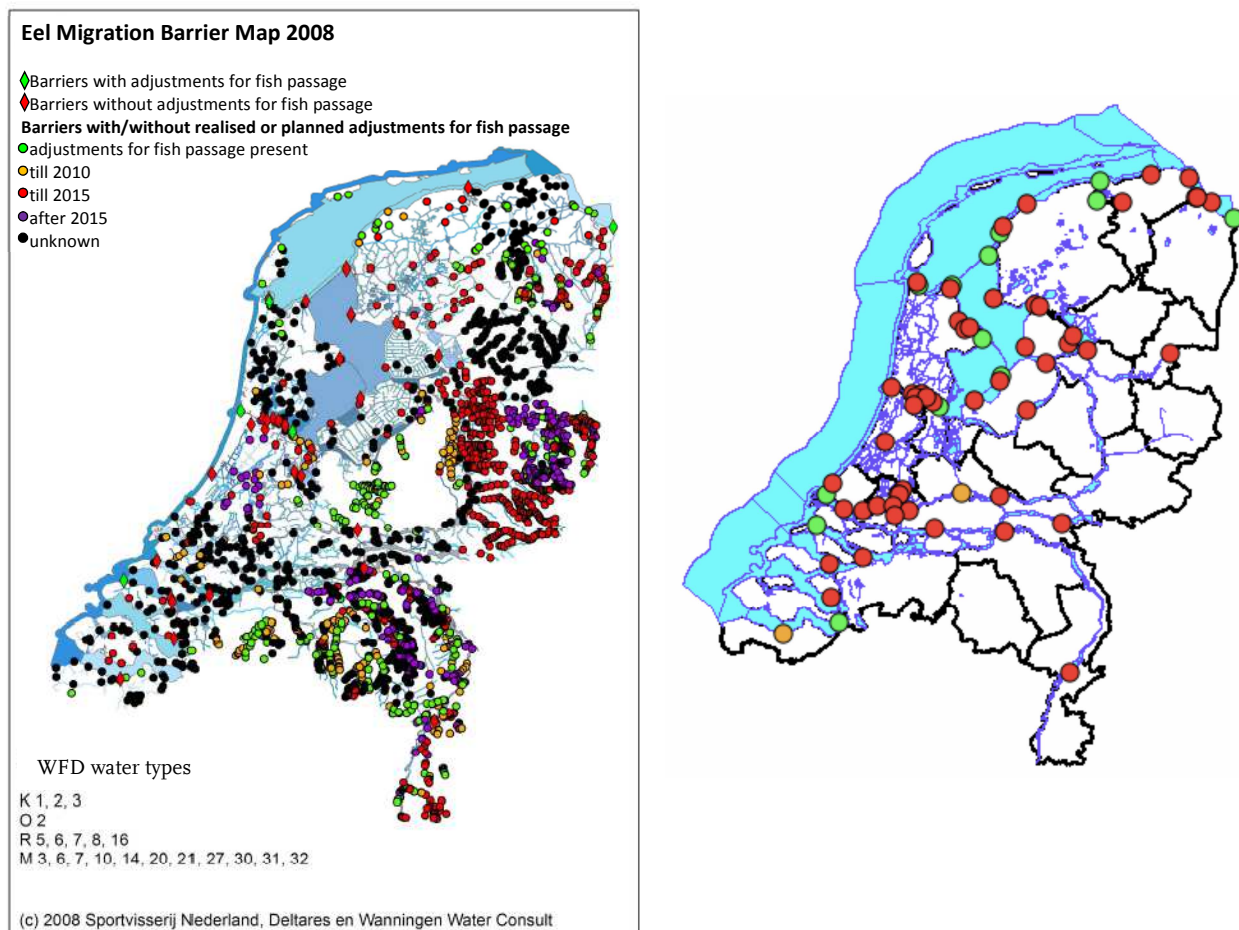 Eel Migration Barrier Map 2008
Barriers with adjustments for fish passage
Barriers without adjustments for fish passage
Barriers with/without realised or planned adjustments for fish passage
adjustments for fish passage present
till 2010
till 2015
after 2015
unknown
WFD water types
K 1, 2, 3
O 2
R 5, 6, 7, 8, 16
M 3, 6, 7, 10, 14, 20, 21, 27, 30, 31, 32
(c) 2008 Sportvisserij Niederland, Deltares en Wanningen Water Consult